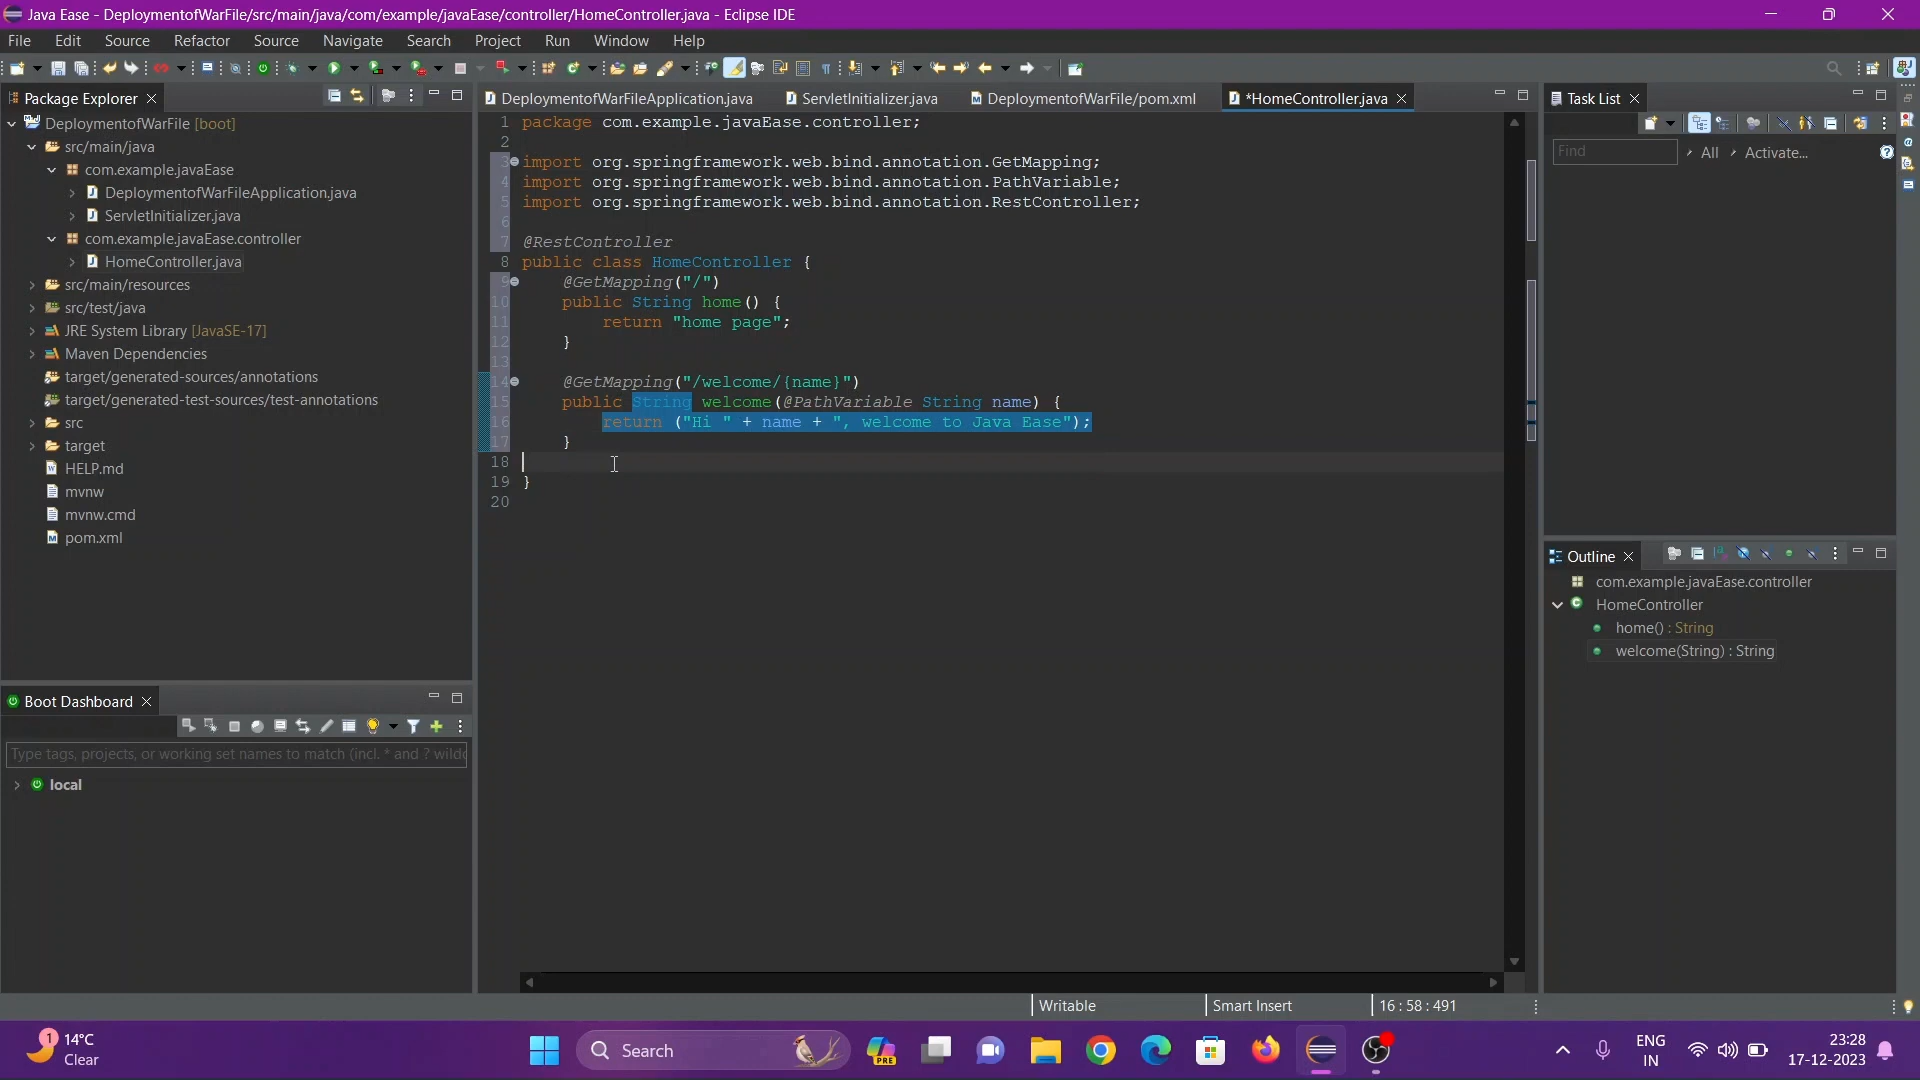 Java Ease - DeploymentofWarFile/src/main/java/com/example/javaEase/controller/HomeController.java - Eclipse IDE
File Edit Source Refactor Source Navigate Search Project Run Window Help
Package Explorer
DeploymentofWarFile [boot]
src/main/java
com.example.javaEase
DeploymentofWarFileApplication.java
ServletInitializer.java
com.example.javaEase.controller
HomeController.java
src/main/resources
src/test/java
JRE System Library [JavaSE-17]
Maven Dependencies
target/generated-sources/annotations
target/generated-test-sources/test-annotations
src
target
HELP.md
mvnw
mvnw.cmd
pom.xml
Boot Dashboard
Type tags, projects, or working set names to match (incl. * and ? wildc
local
DeploymentofWarFileApplication.java ServletInitializer.java DeploymentofWarFile/pom.xml *HomeController.java
1 package com.example.javaEase.controller;
2
3 import org.springframework.web.bind.annotation.GetMapping;
4 import org.springframework.web.bind.annotation.PathVariable;
5 import org.springframework.web.bind.annotation.RestController;
6
7 @RestController
8 public class HomeController {
9 @GetMapping("/")
10 public String home() {
11 return "home page";
12 }
13
14 @GetMapping("/welcome/{name}")
15 public String welcome(@PathVariable String name) {
16 return ("Hi " + name + ", welcome to Java Ease");
17 }
18
19 }
20
Task List
Find All Activate...
Outline
com.example.javaEase.controller
HomeController
home() : String
welcome(String) : String
Writable Smart Insert 16 : 58 : 491
1
14°C
Clear
Search
PRE
ENG
IN
23:28
17-12-2023